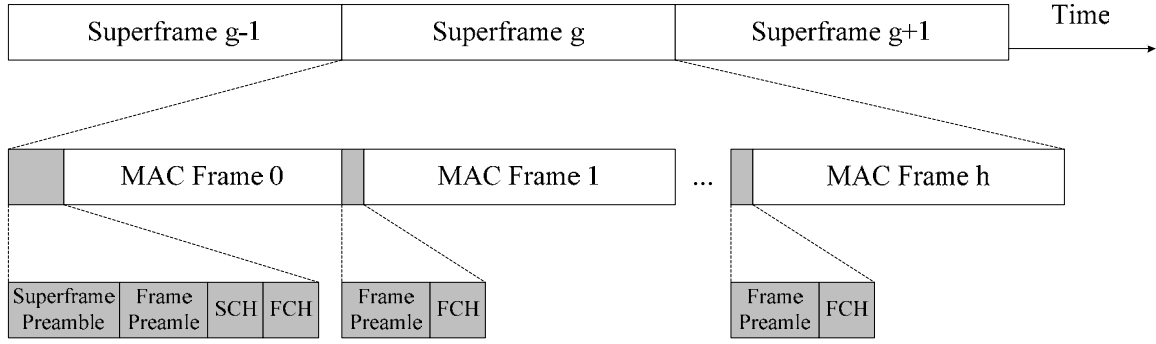 Superframe g-1
Superframe g
Superframe g+1
Time
MAC Frame 0
MAC Frame 1
...
MAC Frame h
Superframe
Preamble
Frame
Preamle
SCH
FCH
Frame
Preamle
FCH
Frame
Preamle
FCH